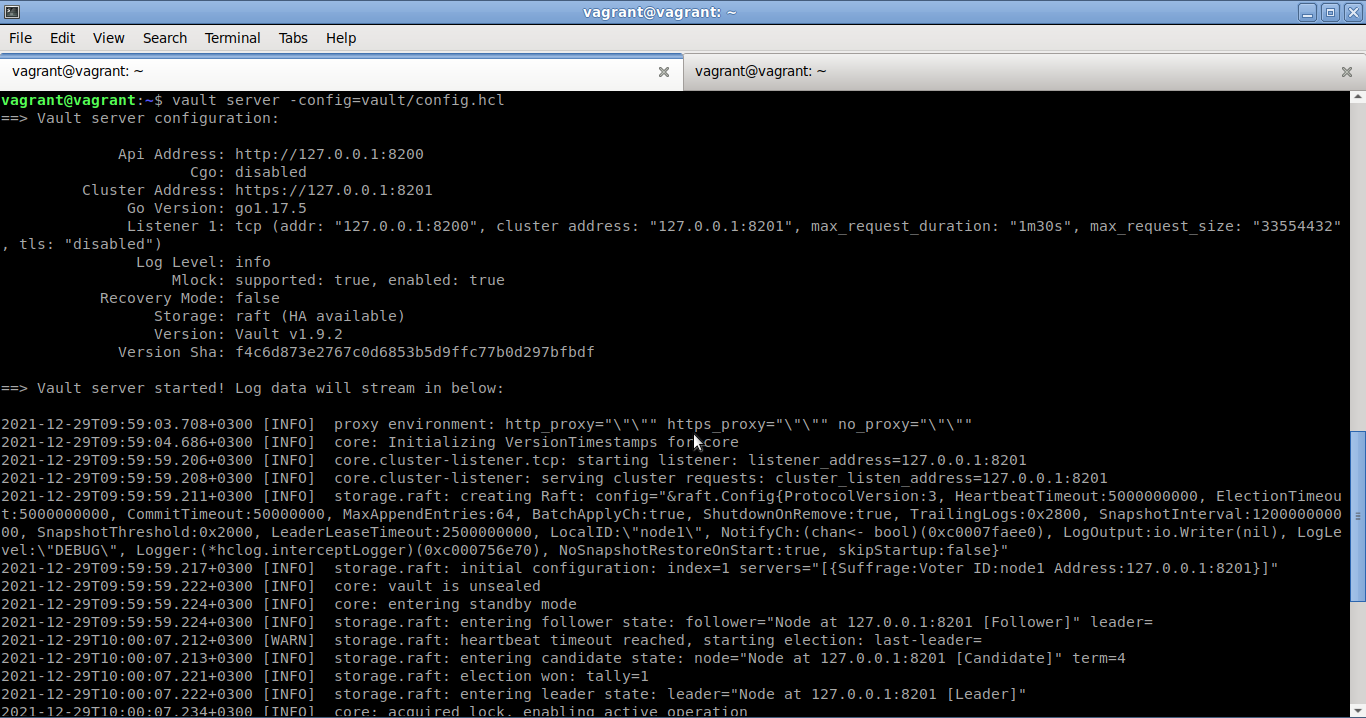 vagrant@vagrant: ~
File Edit View Search Terminal Tabs Help
vagrant@vagrant: ~ vagrant@vagrant: ~
vagrant@vagrant:~$ vault server -config=vault/config.hcl
==> Vault server configuration:
Api Address: http://127.0.0.1:8200
Cgo: disabled
Cluster Address: https://127.0.0.1:8201
Go Version: go1.17.5
Listener 1: tcp (addr: "127.0.0.1:8200", cluster address: "127.0.0.1:8201", max_request_duration: "1m30s", max_request_size: "33554432"
, tls: "disabled")
Log Level: info
Mlock: supported: true, enabled: true
Recovery Mode: false
Storage: raft (HA available)
Version: Vault v1.9.2
Version Sha: f4c6d873e2767c0d6853b5d9ffc77b0d297bfbdf
==> Vault server started! Log data will stream in below:
2021-12-29T09:59:03.708+0300 [INFO]  proxy environment: http_proxy="\"\"" https_proxy="\"\"" no_proxy="\"\""
2021-12-29T09:59:04.686+0300 [INFO]  core: Initializing VersionTimestamps for core
2021-12-29T09:59:59.206+0300 [INFO]  core.cluster-listener.tcp: starting listener: listener_address=127.0.0.1:8201
2021-12-29T09:59:59.208+0300 [INFO]  core.cluster-listener: serving cluster requests: cluster_listen_address=127.0.0.1:8201
2021-12-29T09:59:59.211+0300 [INFO]  storage.raft: creating Raft: config="&raft.Config{ProtocolVersion:3, HeartbeatTimeout:5000000000, ElectionTimeou
t:5000000000, CommitTimeout:50000000, MaxAppendEntries:64, BatchApplyCh:true, ShutdownOnRemove:true, TrailingLogs:0x2800, SnapshotInterval:1200000000
00, SnapshotThreshold:0x2000, LeaderLeaseTimeout:2500000000, LocalID:\"node1\", NotifyCh:(chan<- bool)(0xc0007faee0), LogOutput:io.Writer(nil), LogLe
vel:\"DEBUG\", Logger:(*hclog.interceptLogger)(0xc000756e70), NoSnapshotRestoreOnStart:true, skipStartup:false}"
2021-12-29T09:59:59.217+0300 [INFO]  storage.raft: initial configuration: index=1 servers="[{Suffrage:Voter ID:node1 Address:127.0.0.1:8201}]"
2021-12-29T09:59:59.222+0300 [INFO]  core: vault is unsealed
2021-12-29T09:59:59.224+0300 [INFO]  core: entering standby mode
2021-12-29T09:59:59.224+0300 [INFO]  storage.raft: entering follower state: follower="Node at 127.0.0.1:8201 [Follower]" leader=
2021-12-29T10:00:07.212+0300 [WARN]  storage.raft: heartbeat timeout reached, starting election: last-leader=
2021-12-29T10:00:07.213+0300 [INFO]  storage.raft: entering candidate state: node="Node at 127.0.0.1:8201 [Candidate]" term=4
2021-12-29T10:00:07.221+0300 [INFO]  storage.raft: election won: tally=1
2021-12-29T10:00:07.222+0300 [INFO]  storage.raft: entering leader state: leader="Node at 127.0.0.1:8201 [Leader]"
2021-12-29T10:00:07.234+0300 [INFO]  core: acquired lock, enabling active operation